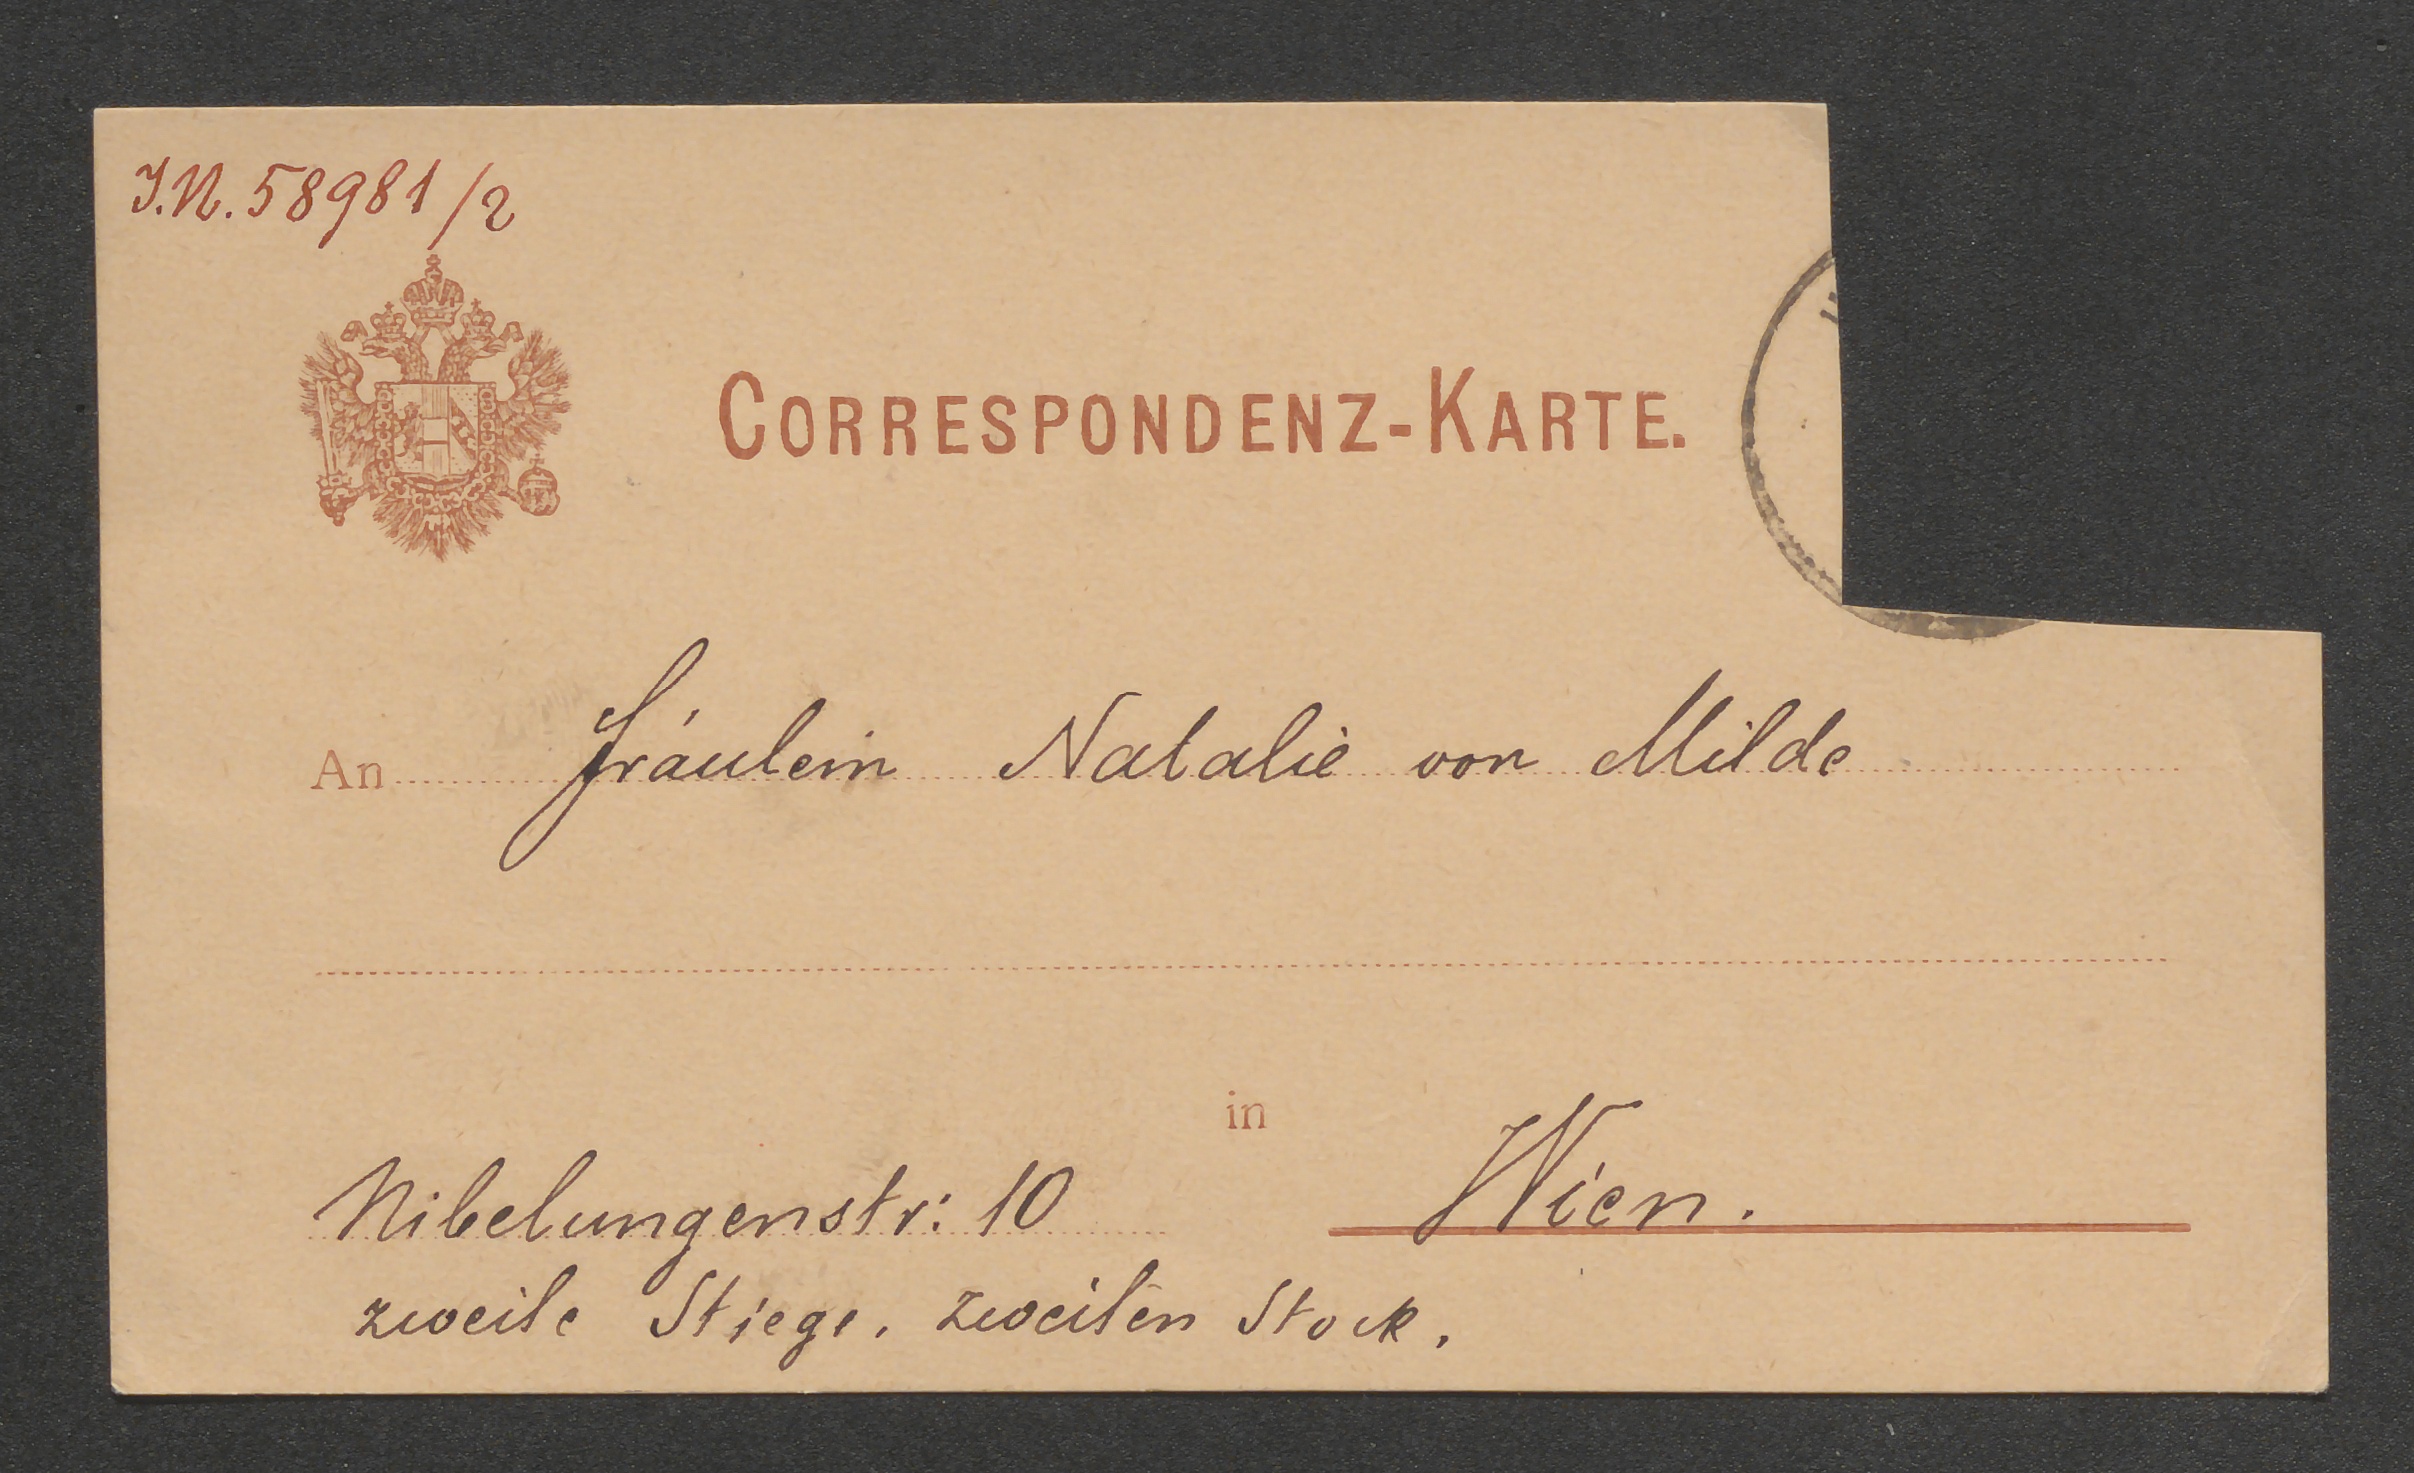 I.N. 58981/2
CORRESPONDENZ-KARTE.
An Fräulein Natalie von Milde
in
Nibelungenstr: 10 Wien.
zweite Stiege. zweiten Stock.